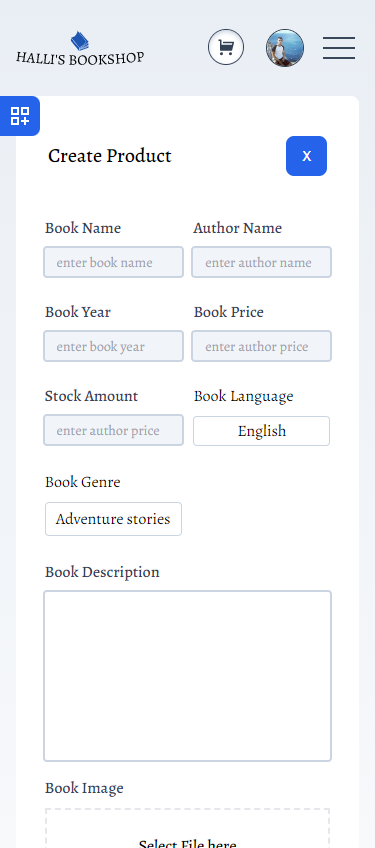 HALLI'S BOOKSHOP
Create Product
X
Book Name
Author Name
enter book name
enter author name
Book Year
Book Price
enter book year
enter author price
Stock Amount
Book Language
enter author price
English
Book Genre
Adventure stories
Book Description
Book Image
Select File here